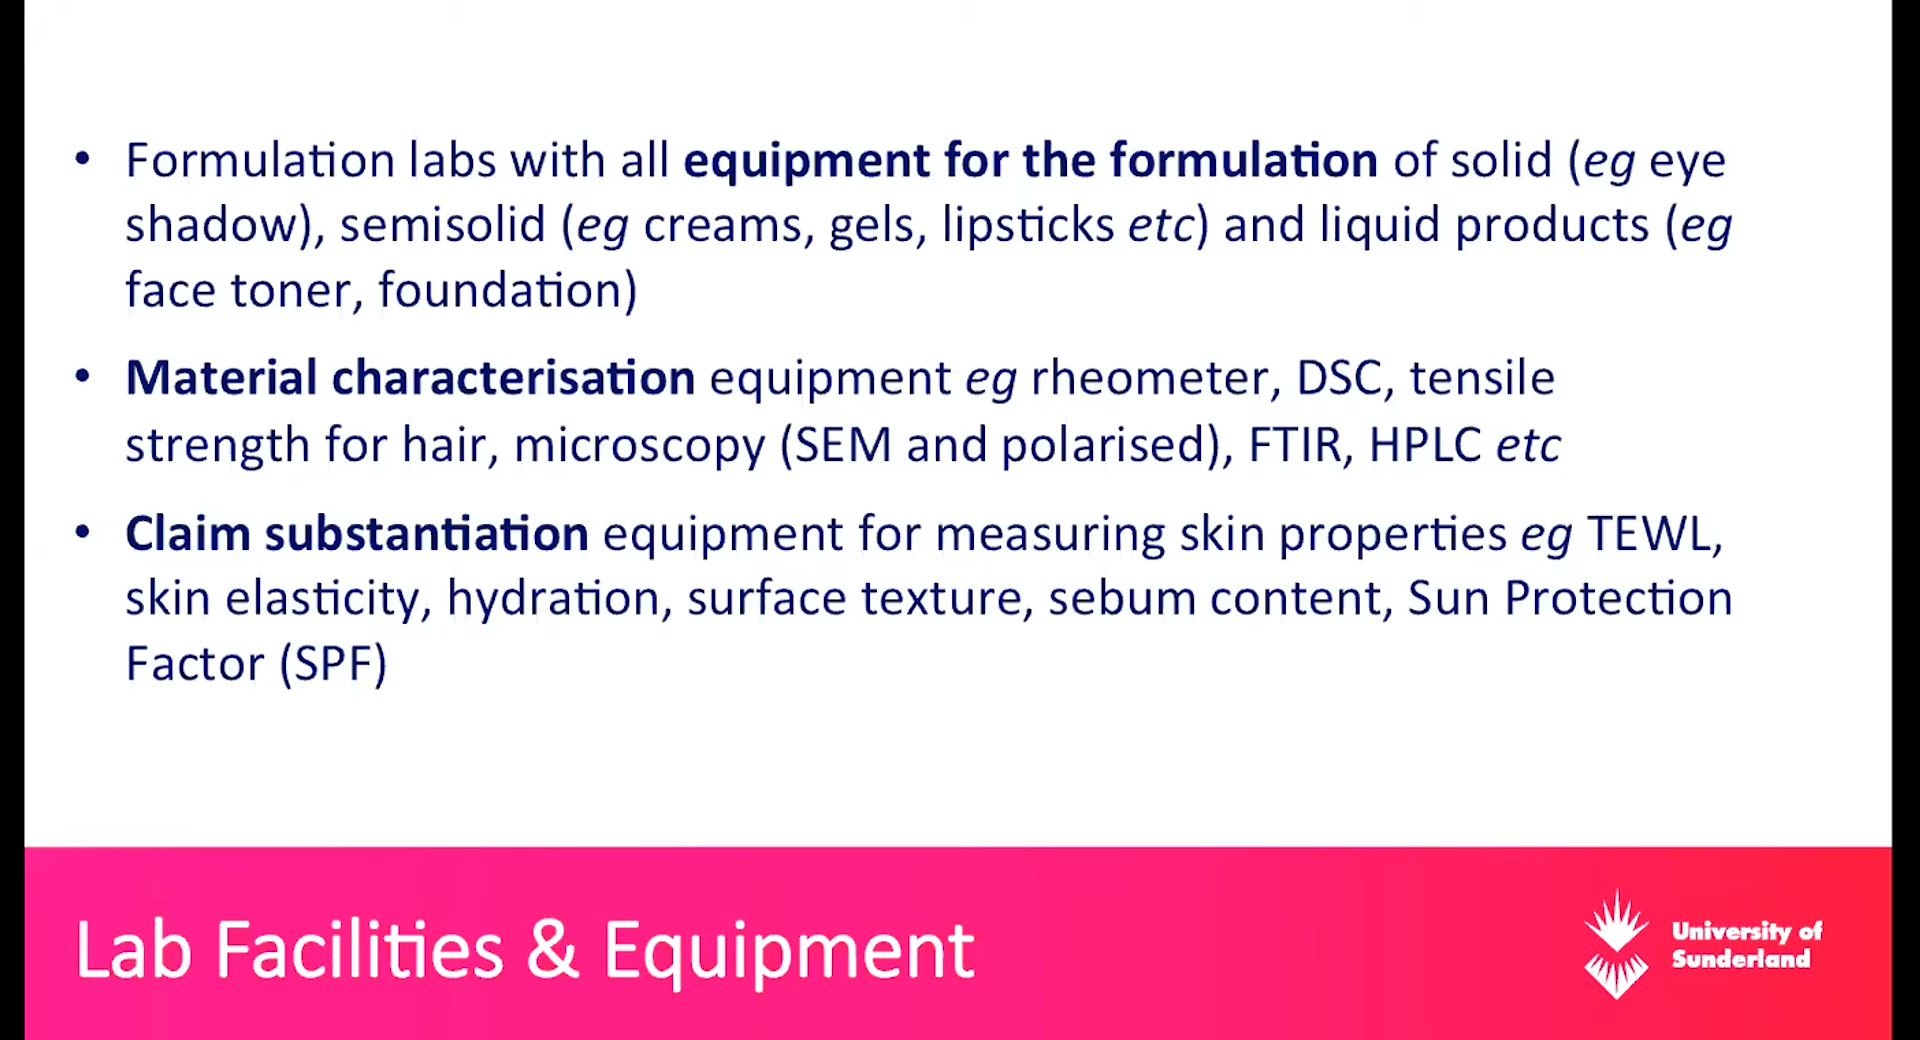 • Formulation labs with all equipment for the formulation of solid (eg eye
shadow), semisolid (eg creams, gels, lipsticks etc) and liquid products (eg
face toner, foundation)
• Material characterisation equipment eg rheometer, DSC, tensile
strength for hair, microscopy (SEM and polarised), FTIR, HPLC etc
• Claim substantiation equipment for measuring skin properties eg TEWL,
skin elasticity, hydration, surface texture, sebum content, Sun Protection
Factor (SPF)
Lab Facilities & Equipment
University of
Sunderland